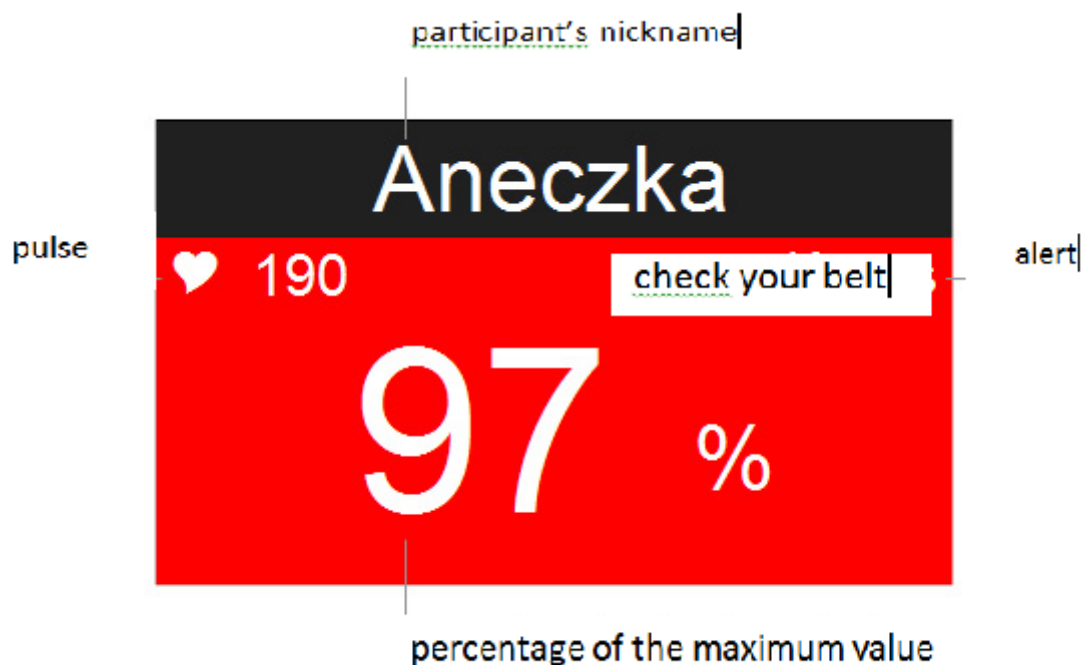 participant's nickname
Aneczka
pulse
190
check your belt
alert
97 %
percentage of the maximum value